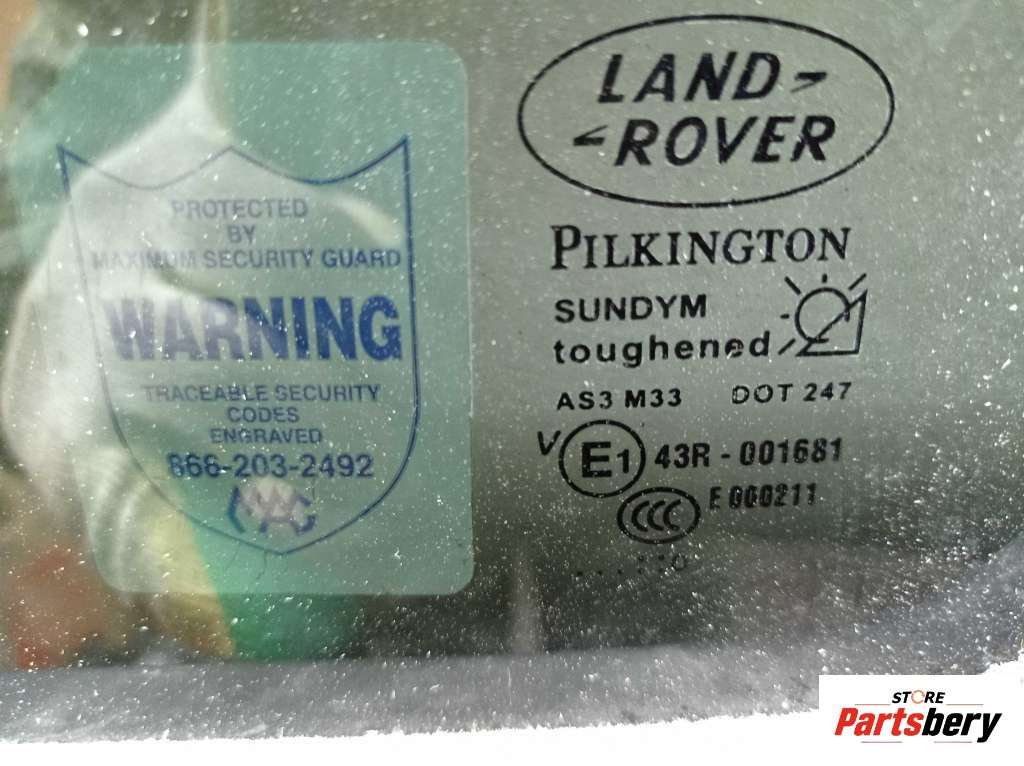 PROTECTED
BY
MAXIMUM SECURITY GUARD
WARNING
TRACEABLE SECURITY
CODES
ENGRAVED
866-203-2492
LAND
ROVER
PILKINGTON
SUNDYM
toughened
AS3 M33 DOT 247
V E1 43R - 001681
CCC E 000211
STORE
Partsbery